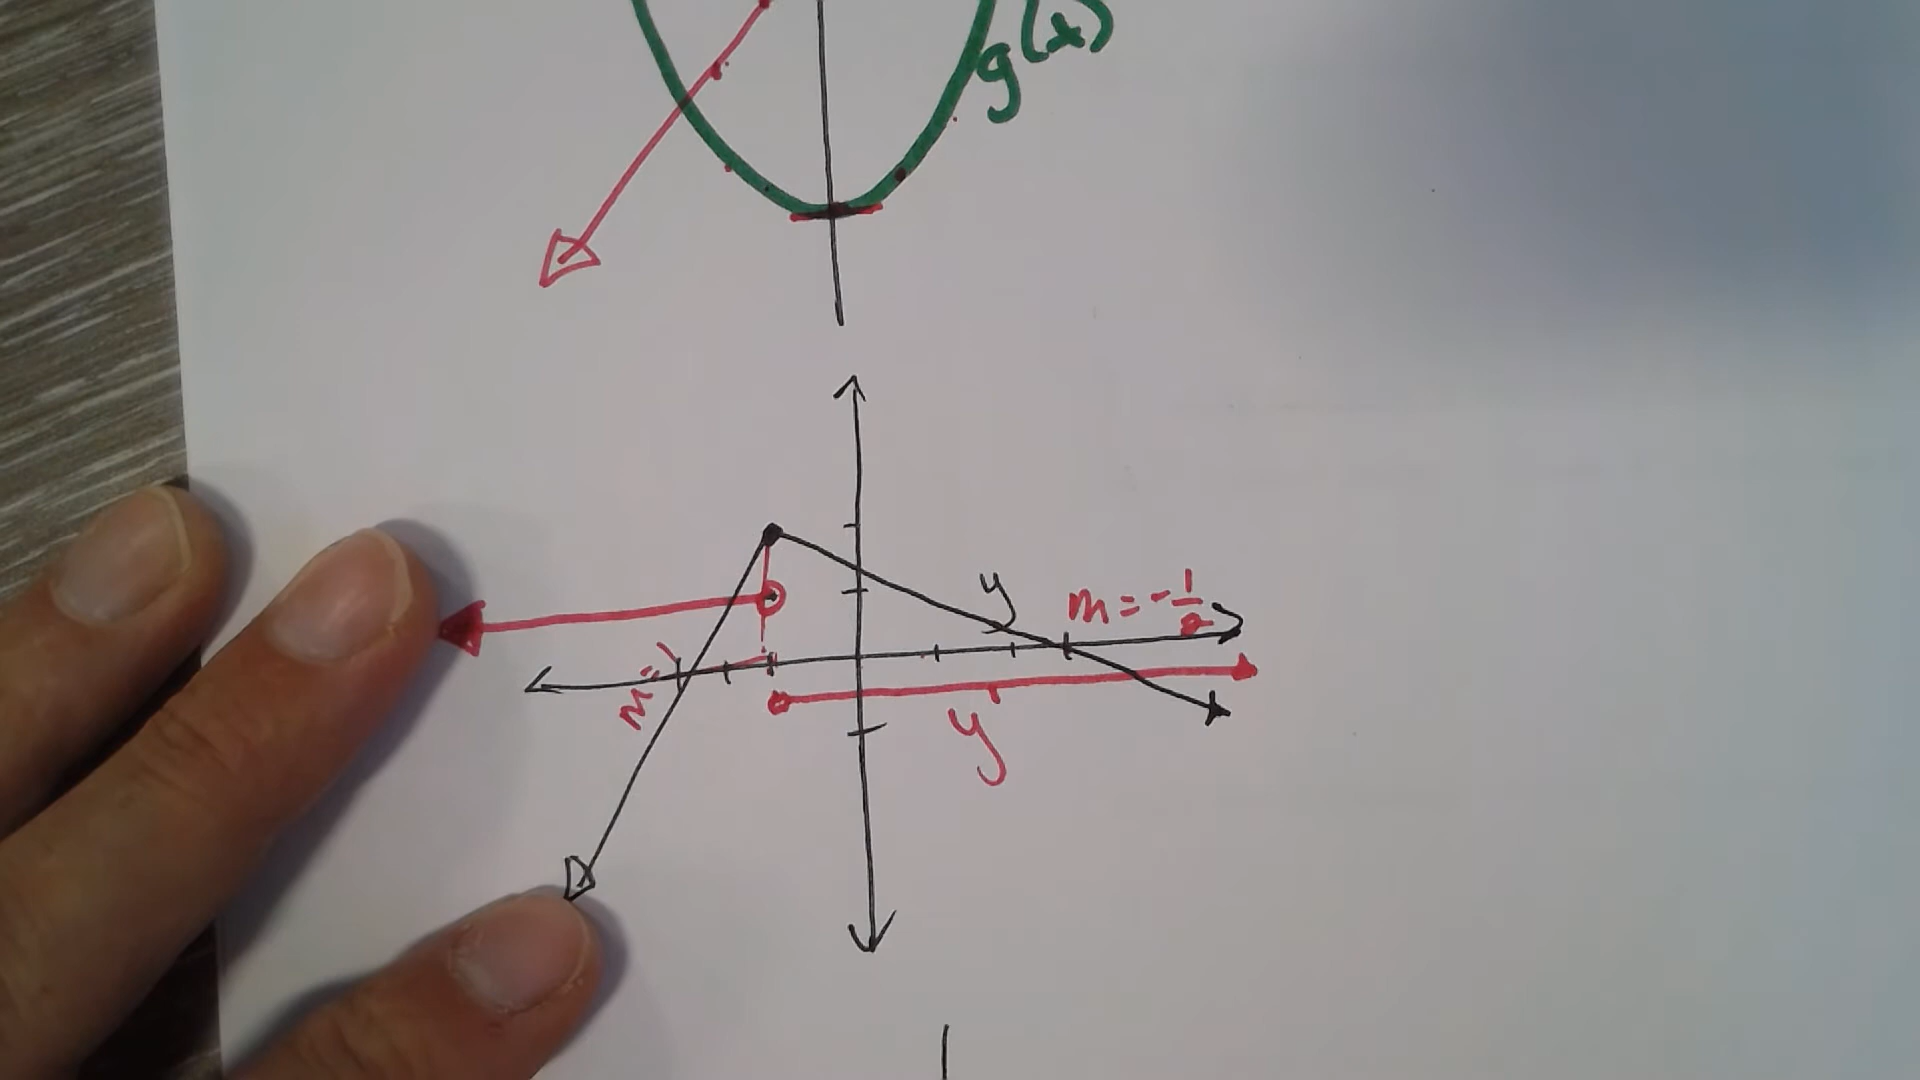 g(x)
y
m = -1/2
m = 1
y'